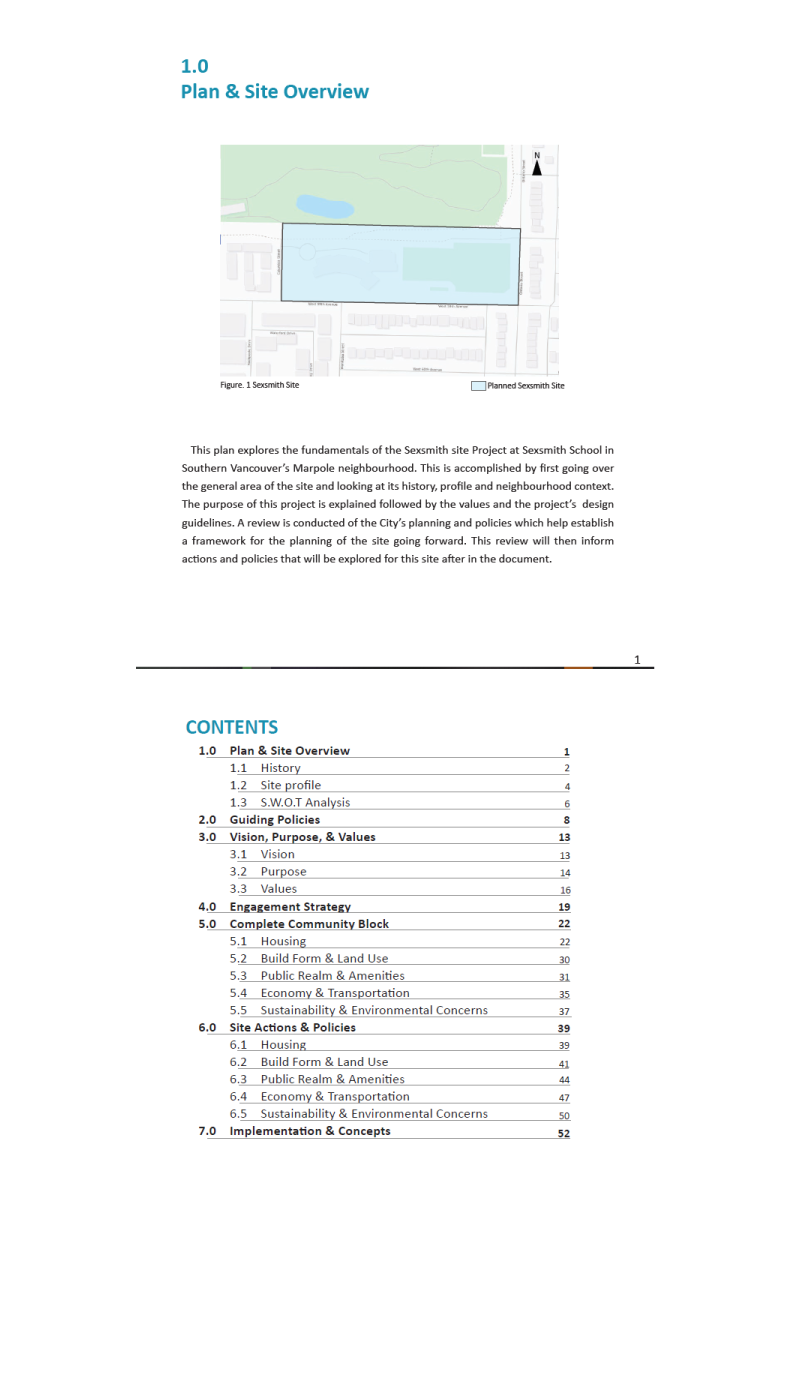 1.0
Plan & Site Overview
N
Figure. 1 Sexsmith Site
Planned Sexsmith Site
This plan explores the fundamentals of the Sexsmith site Project at Sexsmith School in
Southern Vancouver's Marpole neighbourhood. This is accomplished by first going over
the general area of the site and looking at its history, profile and neighbourhood context.
The purpose of this project is explained followed by the values and the project's design
guidelines. A review is conducted of the City's planning and policies which help establish
a framework for the planning of the site going forward. This review will then inform
actions and policies that will be explored for this site after in the document.
1
CONTENTS
1.0 Plan & Site Overview 1
1.1 History 2
1.2 Site profile 4
1.3 S.W.O.T Analysis 6
2.0 Guiding Policies 8
3.0 Vision, Purpose, & Values 13
3.1 Vision 13
3.2 Purpose 14
3.3 Values 16
4.0 Engagement Strategy 19
5.0 Complete Community Block 22
5.1 Housing 22
5.2 Build Form & Land Use 30
5.3 Public Realm & Amenities 31
5.4 Economy & Transportation 35
5.5 Sustainability & Environmental Concerns 37
6.0 Site Actions & Policies 39
6.1 Housing 39
6.2 Build Form & Land Use 41
6.3 Public Realm & Amenities 44
6.4 Economy & Transportation 47
6.5 Sustainability & Environmental Concerns 50
7.0 Implementation & Concepts 52